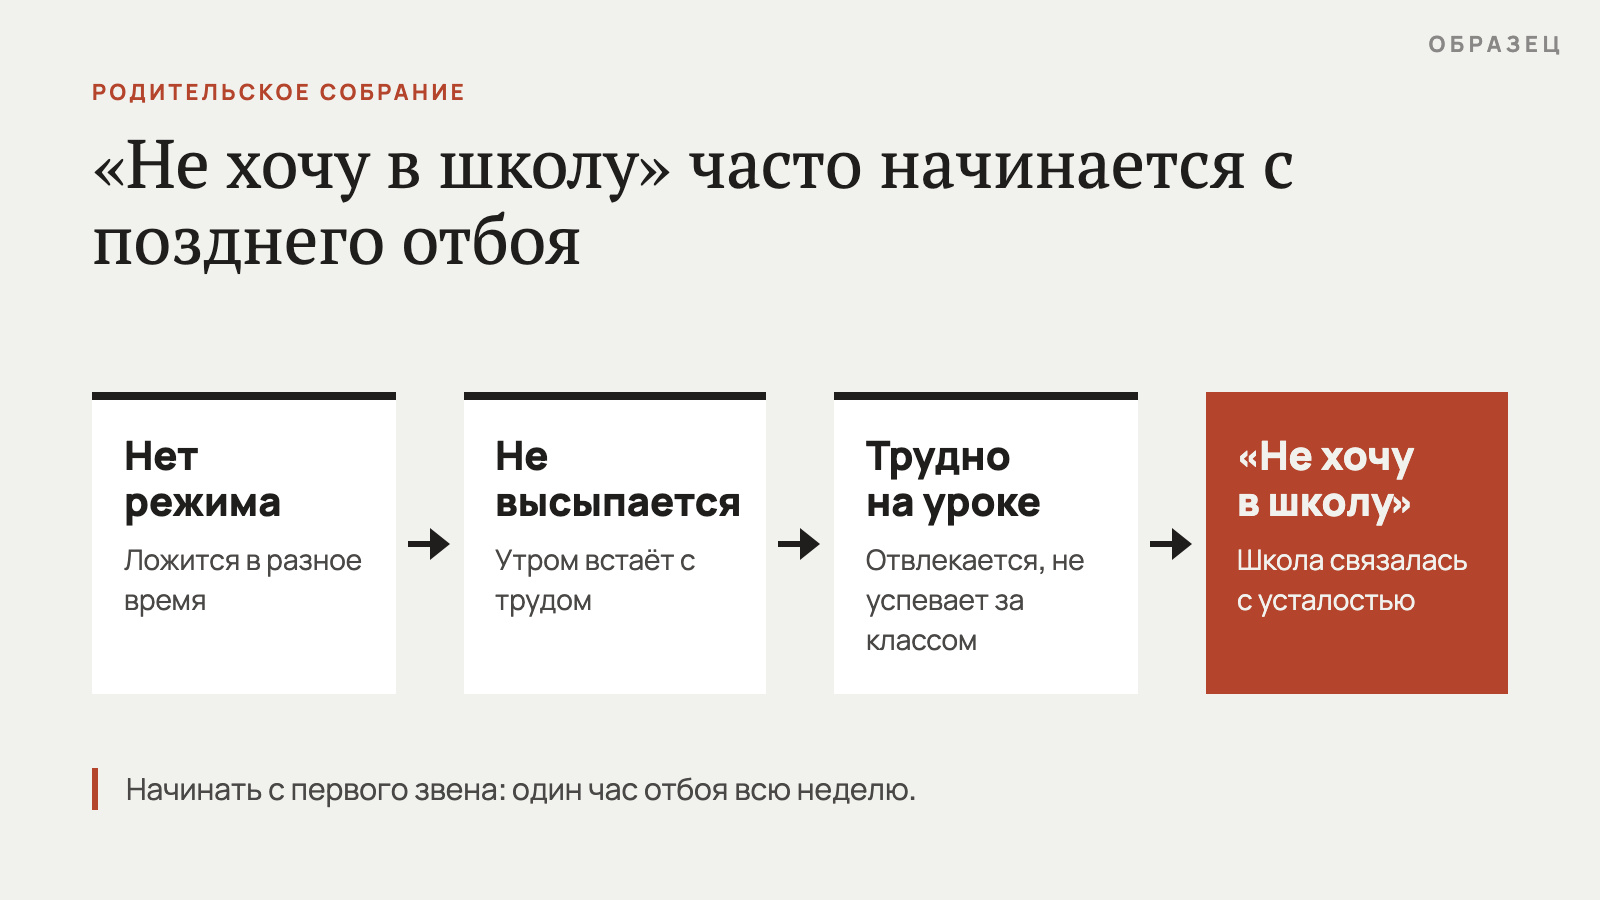 ОБРАЗЕЦ
РОДИТЕЛЬСКОЕ СОБРАНИЕ
«Не хочу в школу» часто начинается с
позднего отбоя
Нет
режима
Ложится в разное
время
Не
высыпается
Утром встаёт с
трудом
Трудно
на уроке
Отвлекается, не
успевает за
классом
«Не хочу
в школу»
Школа связалась
с усталостью
Начинать с первого звена: один час отбоя всю неделю.